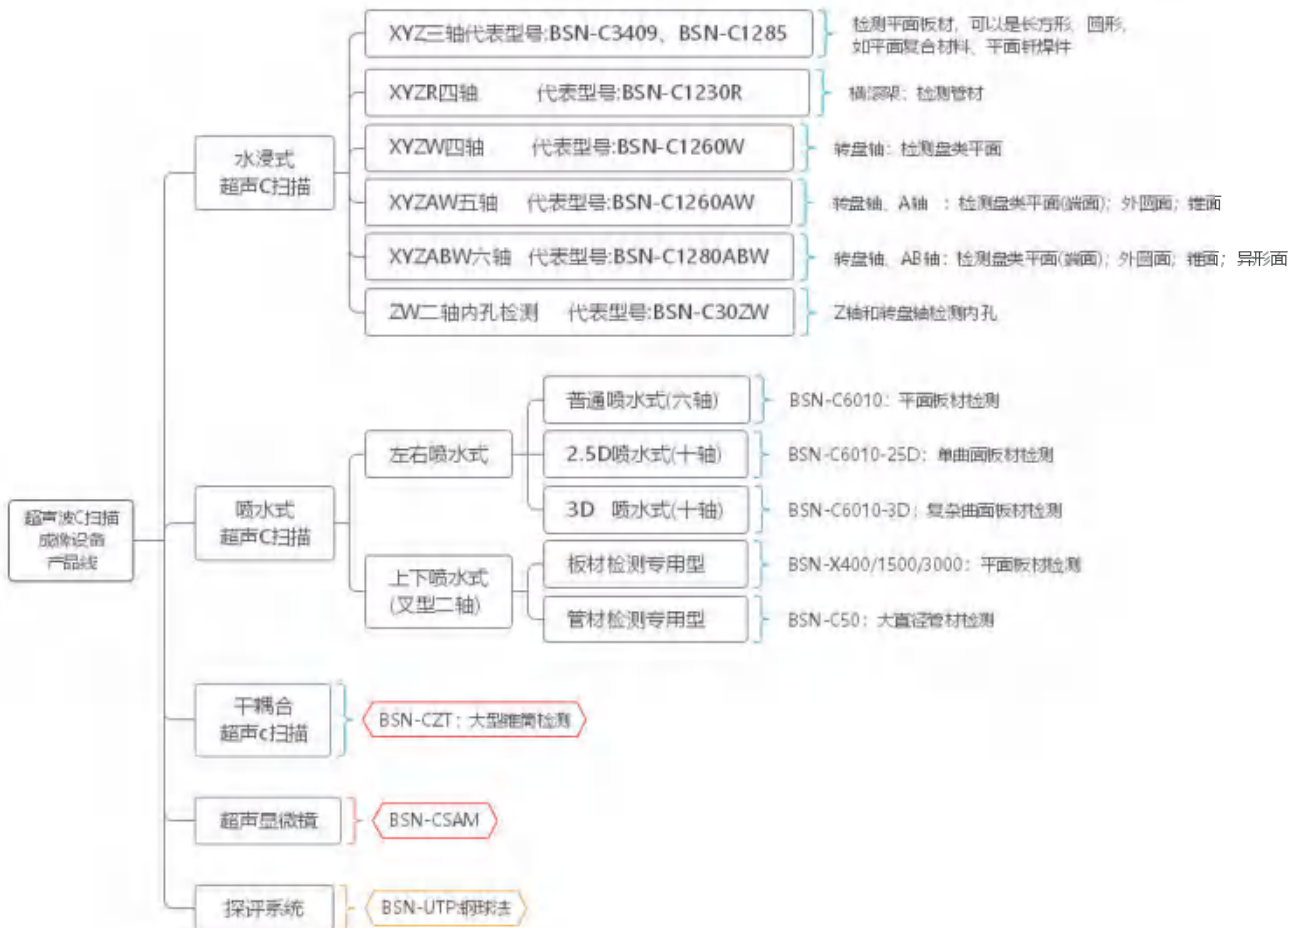 超声波C扫描
成像设备
产品线
水浸式
超声C扫描
XYZ三轴代表型号:BSN-C3409、BSN-C1285
检测平面板材，可以是长方形、圆形，
如平面复合材料、平面钎焊件
XYZR四轴 代表型号:BSN-C1230R
横滚架：检测管材
XYZW四轴 代表型号:BSN-C1260W
转盘轴：检测盘类平面
XYZAW五轴 代表型号:BSN-C1260AW
转盘轴、A轴 ：检测盘类平面(端面)；外圆面；锥面
XYZABW六轴 代表型号:BSN-C1280ABW
转盘轴、AB轴：检测盘类平面(端面)；外圆面；锥面；异形面
ZW二轴内孔检测 代表型号:BSN-C30ZW
Z轴和转盘轴检测内孔
喷水式
超声C扫描
左右喷水式
普通喷水式(六轴)
BSN-C6010：平面板材检测
2.5D喷水式(十轴)
BSN-C6010-25D：单曲面板材检测
3D 喷水式(十轴)
BSN-C6010-3D：复杂曲面板材检测
上下喷水式
(叉型二轴)
板材检测专用型
BSN-X400/1500/3000：平面板材检测
管材检测专用型
BSN-C50：大直径管材检测
干耦合
超声c扫描
BSN-CZT：大型锥筒检测
超声显微镜
BSN-CSAM
探评系统
BSN-UTP:钢球法